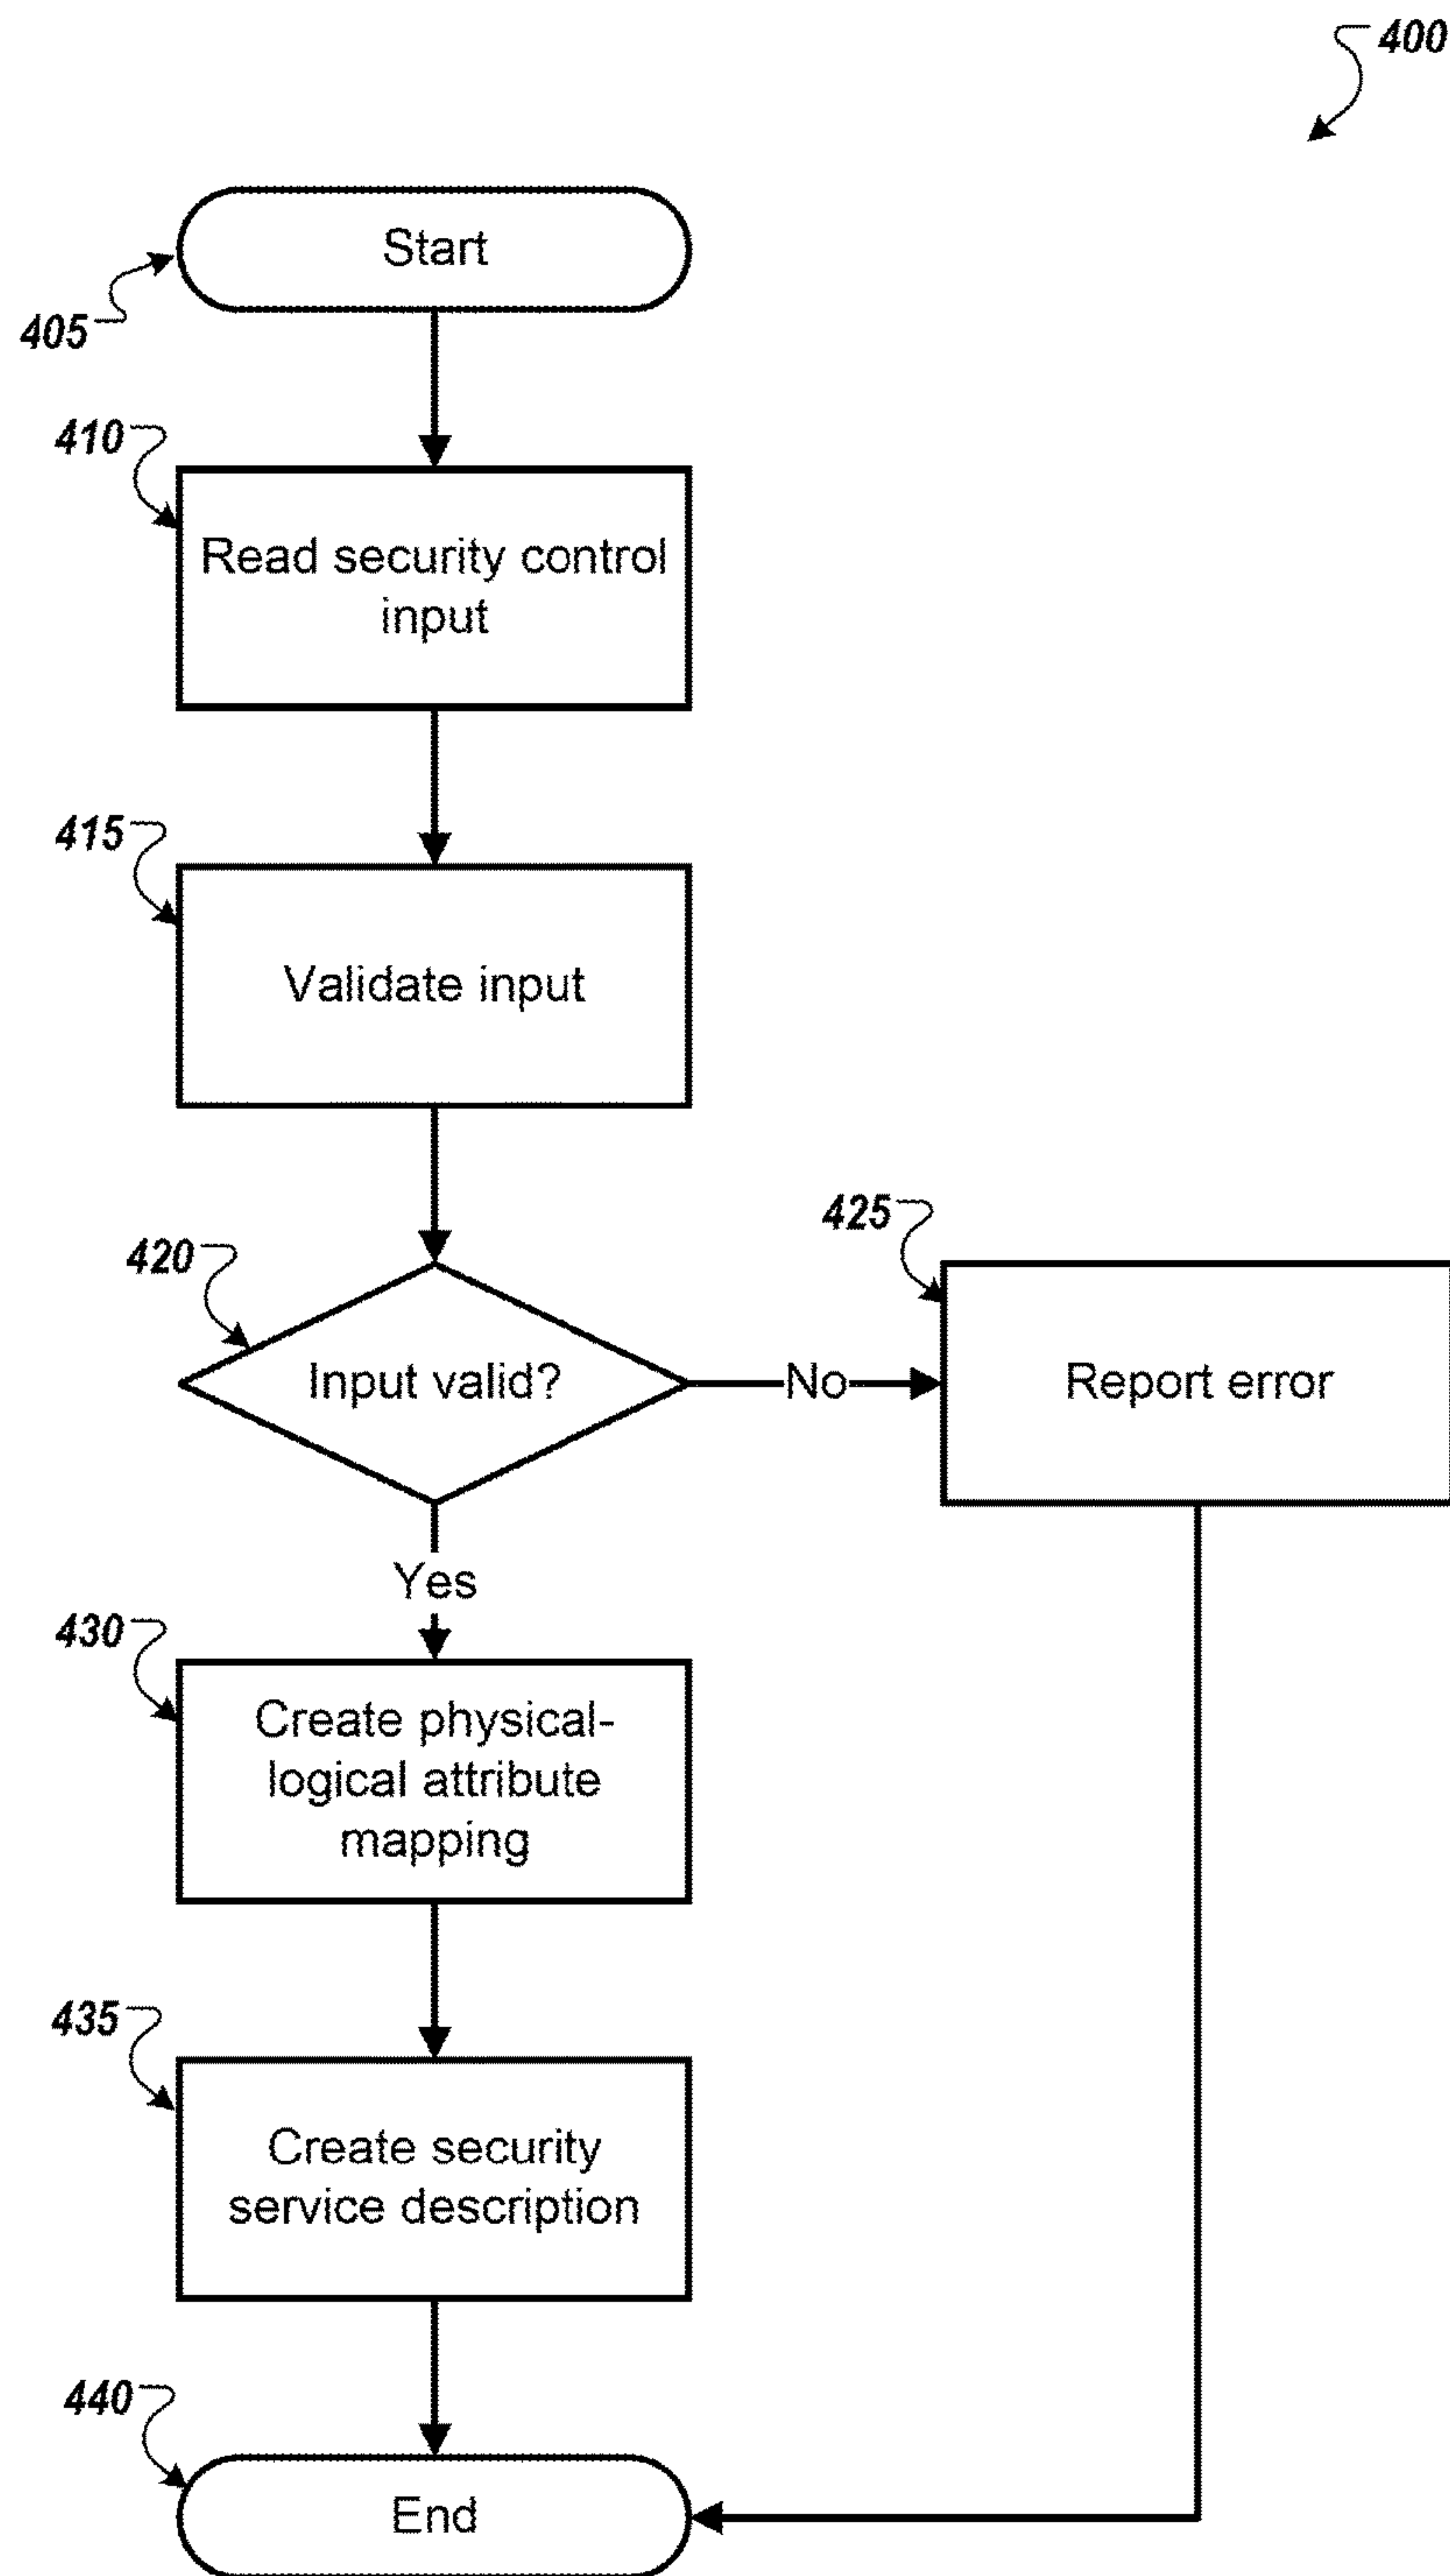 400
Start
405
410
Read security control
input
415
Validate input
420
Input valid?
No
425
Report error
Yes
430
Create physical-
logical attribute
mapping
435
Create security
service description
440
End